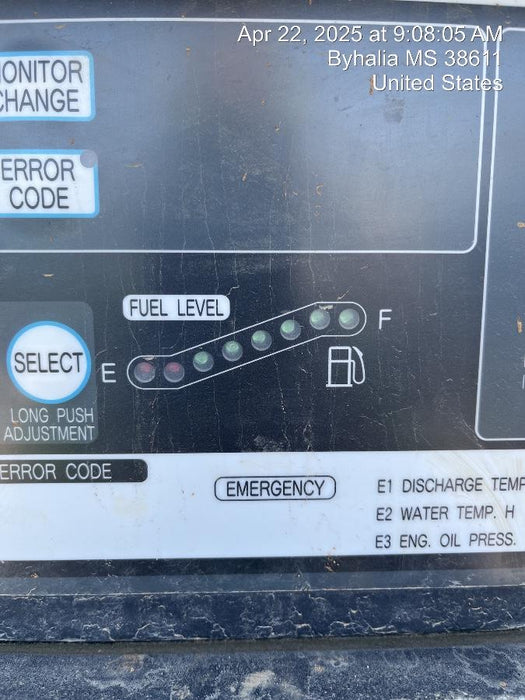 Apr 22, 2025 at 9:08:05 AM
Byhalia MS 38611
United States
MONITOR
CHANGE
ERROR
CODE
FUEL LEVEL
F
SELECT
E
LONG PUSH
ADJUSTMENT
ERROR CODE
EMERGENCY
E1 DISCHARGE TEMP
E2 WATER TEMP. H
E3 ENG. OIL PRESS.